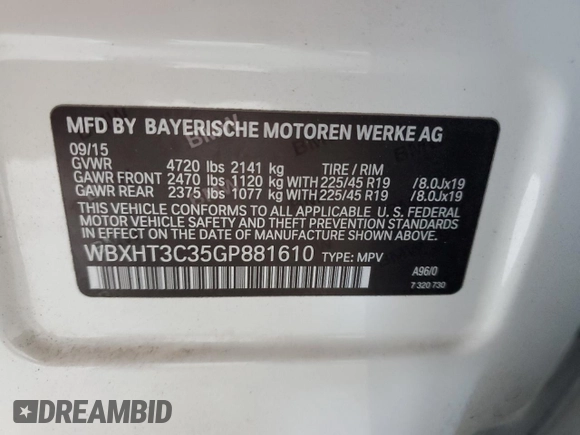 MFD BY BAYERISCHE MOTOREN WERKE AG
09/15
GVWR 4720 lbs 2141 kg TIRE / RIM
GAWR FRONT 2470 lbs 1120 kg WITH 225/45 R19 /8.0Jx19
GAWR REAR 2375 lbs 1077 kg WITH 225/45 R19 /8.0Jx19
THIS VEHICLE CONFORMS TO ALL APPLICABLE U. S. FEDERAL
MOTOR VEHICLE SAFETY AND THEFT PREVENTION STANDARDS
IN EFFECT ON THE DATE OF MANUFACTURE SHOWN ABOVE.
WBXHT3C35GP881610 TYPE: MPV
A96/0
7 320 730
DREAMBID